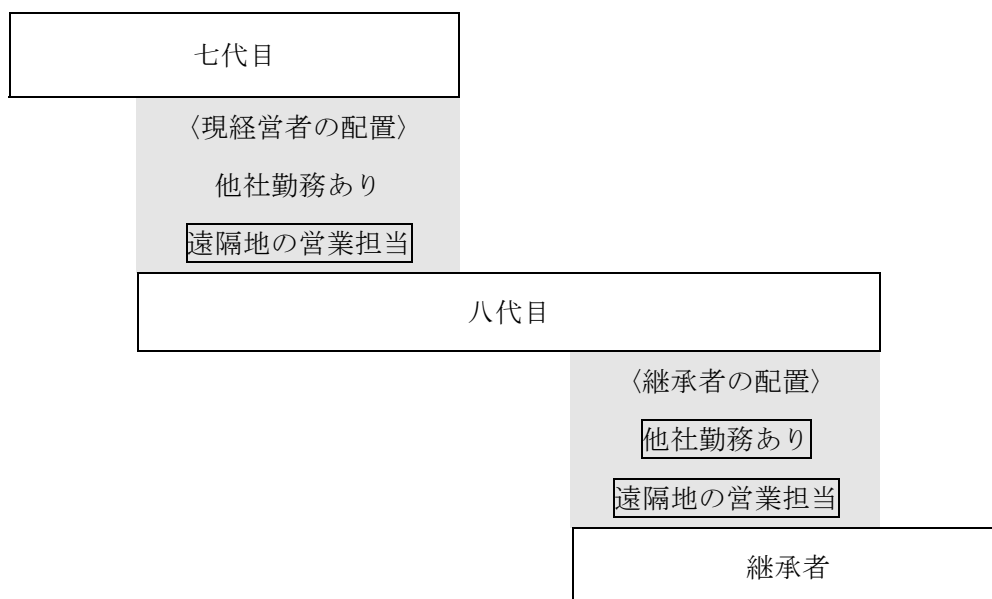 七代目
〈現経営者の配置〉
他社勤務あり
遠隔地の営業担当
八代目
〈継承者の配置〉
他社勤務あり
遠隔地の営業担当
継承者